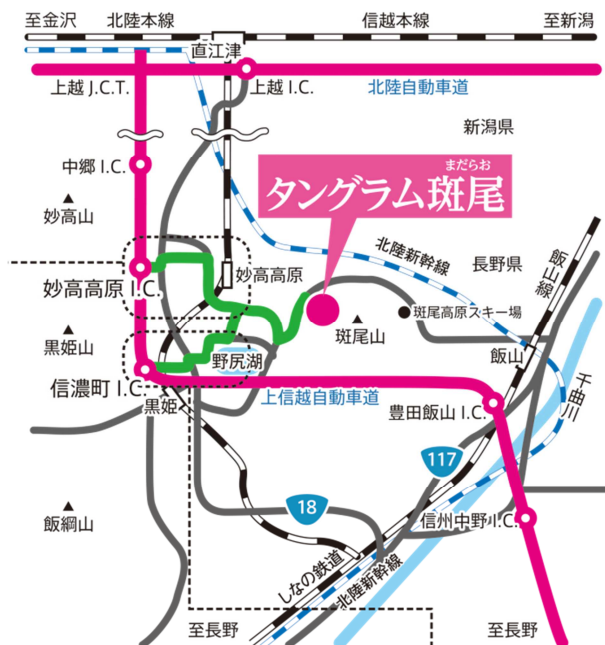 至金沢
北陸本線
信越本線
至新潟
直江津
上越 J.C.T.
上越 I.C.
北陸自動車道
新潟県
中郷 I.C.
まだらお
タングラム斑尾
妙高山
北陸新幹線
飯山線
長野県
妙高高原
妙高高原 I.C.
斑尾高原スキー場
黒姫山
斑尾山
飯山
野尻湖
信濃町 I.C.
黒姫
上信越自動車道
豊田飯山 I.C.
千曲川
117
18
飯綱山
信州中野 I.C.
しなの鉄道
北陸新幹線
至長野
至長野